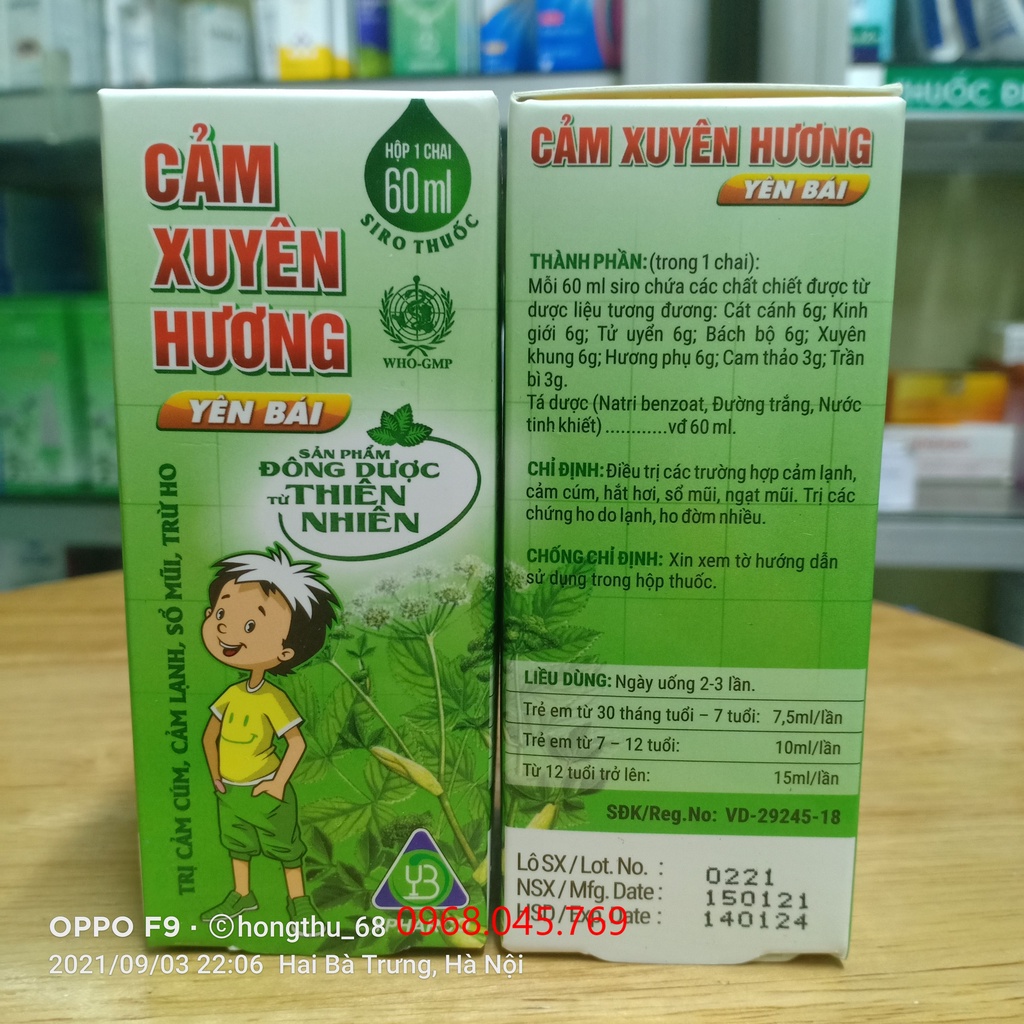 CẢM
XUYÊN
HƯƠNG
YÊN BÁI
HỘP 1 CHAI
60 ml
SIRO THUỐC
WHO-GMP
SẢN PHẨM
ĐÔNG DƯỢC
TỪ THIÊN
NHIÊN
TRỊ CẢM CÚM, CẢM LẠNH, SỔ MŨI, TRỪ HO
YB
CẢM XUYÊN HƯƠNG
YÊN BÁI
THÀNH PHẦN: (trong 1 chai):
Mỗi 60 ml siro chứa các chất chiết được từ
dược liệu tương đương: Cát cánh 6g; Kinh
giới 6g; Tử uyển 6g; Bách bộ 6g; Xuyên
khung 6g; Hương phụ 6g; Cam thảo 3g; Trần
bì 3g.
Tá dược (Natri benzoat, Đường trắng, Nước
tinh khiết) ............vđ 60 ml.
CHỈ ĐỊNH: Điều trị các trường hợp cảm lạnh,
cảm cúm, hắt hơi, sổ mũi, ngạt mũi. Trị các
chứng ho do lạnh, ho đờm nhiều.
CHỐNG CHỈ ĐỊNH: Xin xem tờ hướng dẫn
sử dụng trong hộp thuốc.
LIỀU DÙNG: Ngày uống 2-3 lần.
Trẻ em từ 30 tháng tuổi – 7 tuổi: 7,5ml/lần
Trẻ em từ 7 – 12 tuổi: 10ml/lần
Từ 12 tuổi trở lên: 15ml/lần
SĐK/Reg.No: VD-29245-18
Lô SX / Lot. No. : 0221
NSX / Mfg. Date : 150121
HSD / Exp. Date : 140124
THUỐC
OPPO F9 · ©hongthu_68 0968.045.769
2021/09/03 22:06 Hai Bà Trưng, Hà Nội